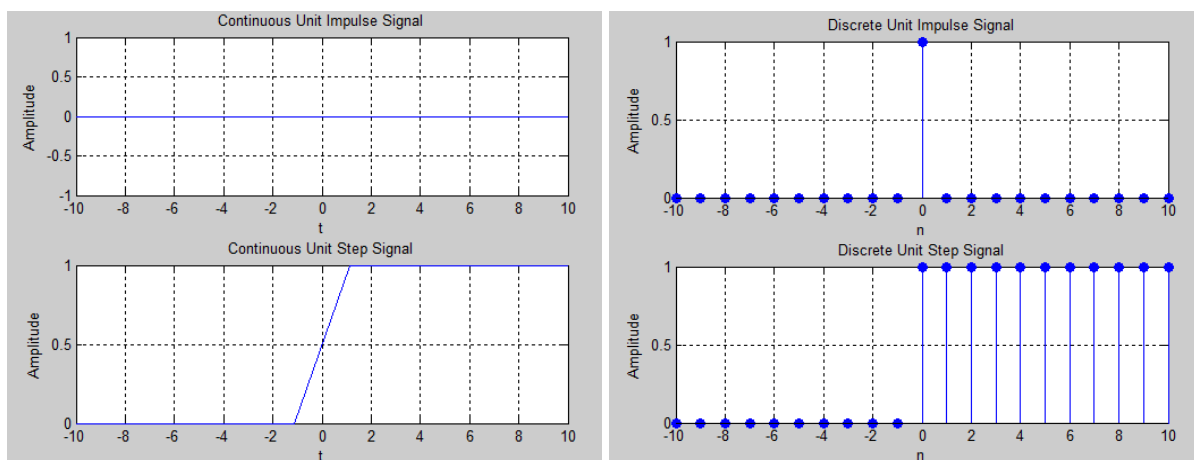 Continuous Unit Impulse Signal
1
0.5
0
-0.5
-1
Amplitude
-10 -8 -6 -4 -2 0 2 4 6 8 10
t
Continuous Unit Step Signal
1
0.5
0
Amplitude
-10 -8 -6 -4 -2 0 2 4 6 8 10
t
Discrete Unit Impulse Signal
1
0.5
0
Amplitude
-10 -8 -6 -4 -2 0 2 4 6 8 10
n
Discrete Unit Step Signal
1
0.5
0
Amplitude
-10 -8 -6 -4 -2 0 2 4 6 8 10
n